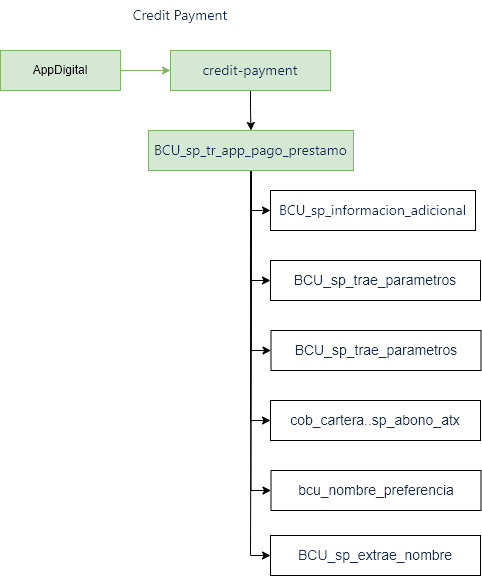 Credit Payment
AppDigital
credit-payment
BCU_sp_tr_app_pago_prestamo
BCU_sp_informacion_adicional
BCU_sp_trae_parametros
BCU_sp_trae_parametros
cob_cartera..sp_abono_atx
bcu_nombre_preferencia
BCU_sp_extrae_nombre